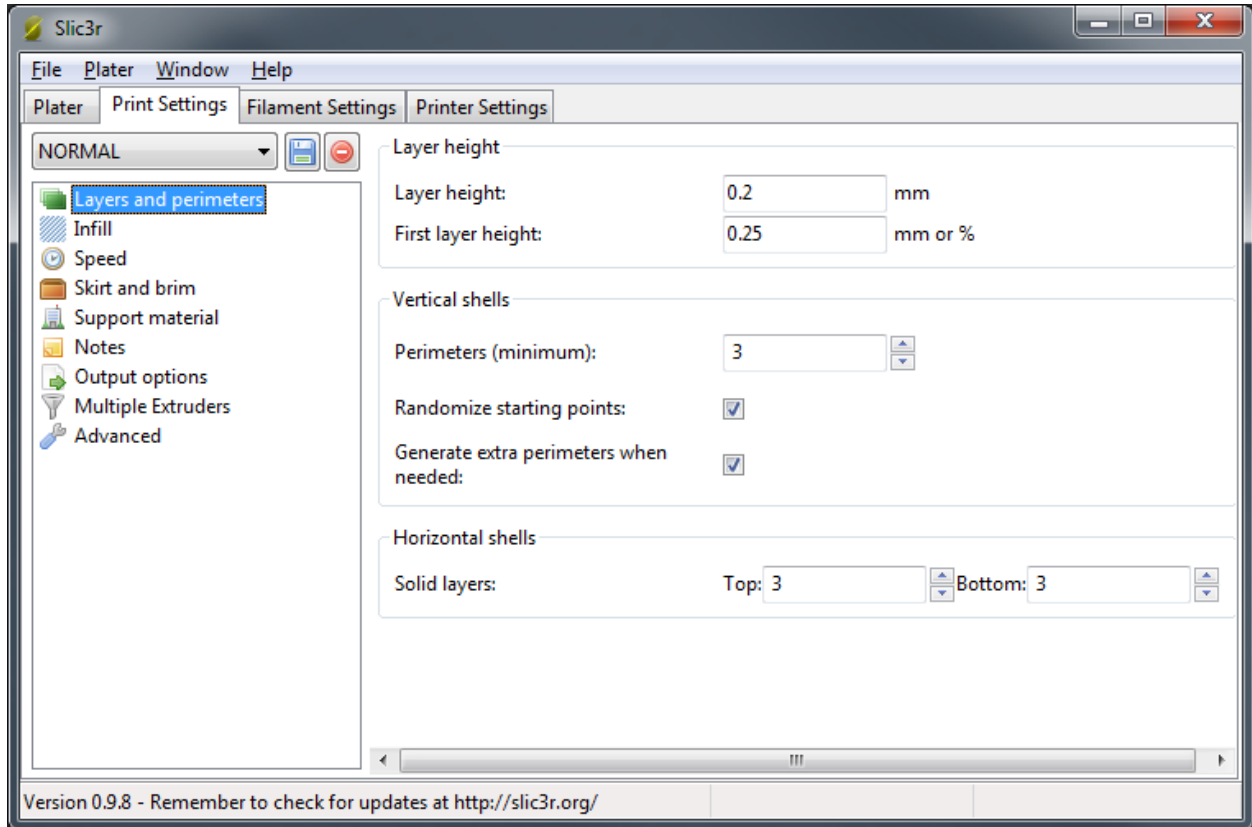 Slic3r
File Plater Window Help
Plater Print Settings Filament Settings Printer Settings
NORMAL
Layers and perimeters
Infill
Speed
Skirt and brim
Support material
Notes
Output options
Multiple Extruders
Advanced
Layer height
Layer height: 0.2 mm
First layer height: 0.25 mm or %
Vertical shells
Perimeters (minimum): 3
Randomize starting points:
Generate extra perimeters when
needed:
Horizontal shells
Solid layers: Top: 3 Bottom: 3
Version 0.9.8 - Remember to check for updates at http://slic3r.org/